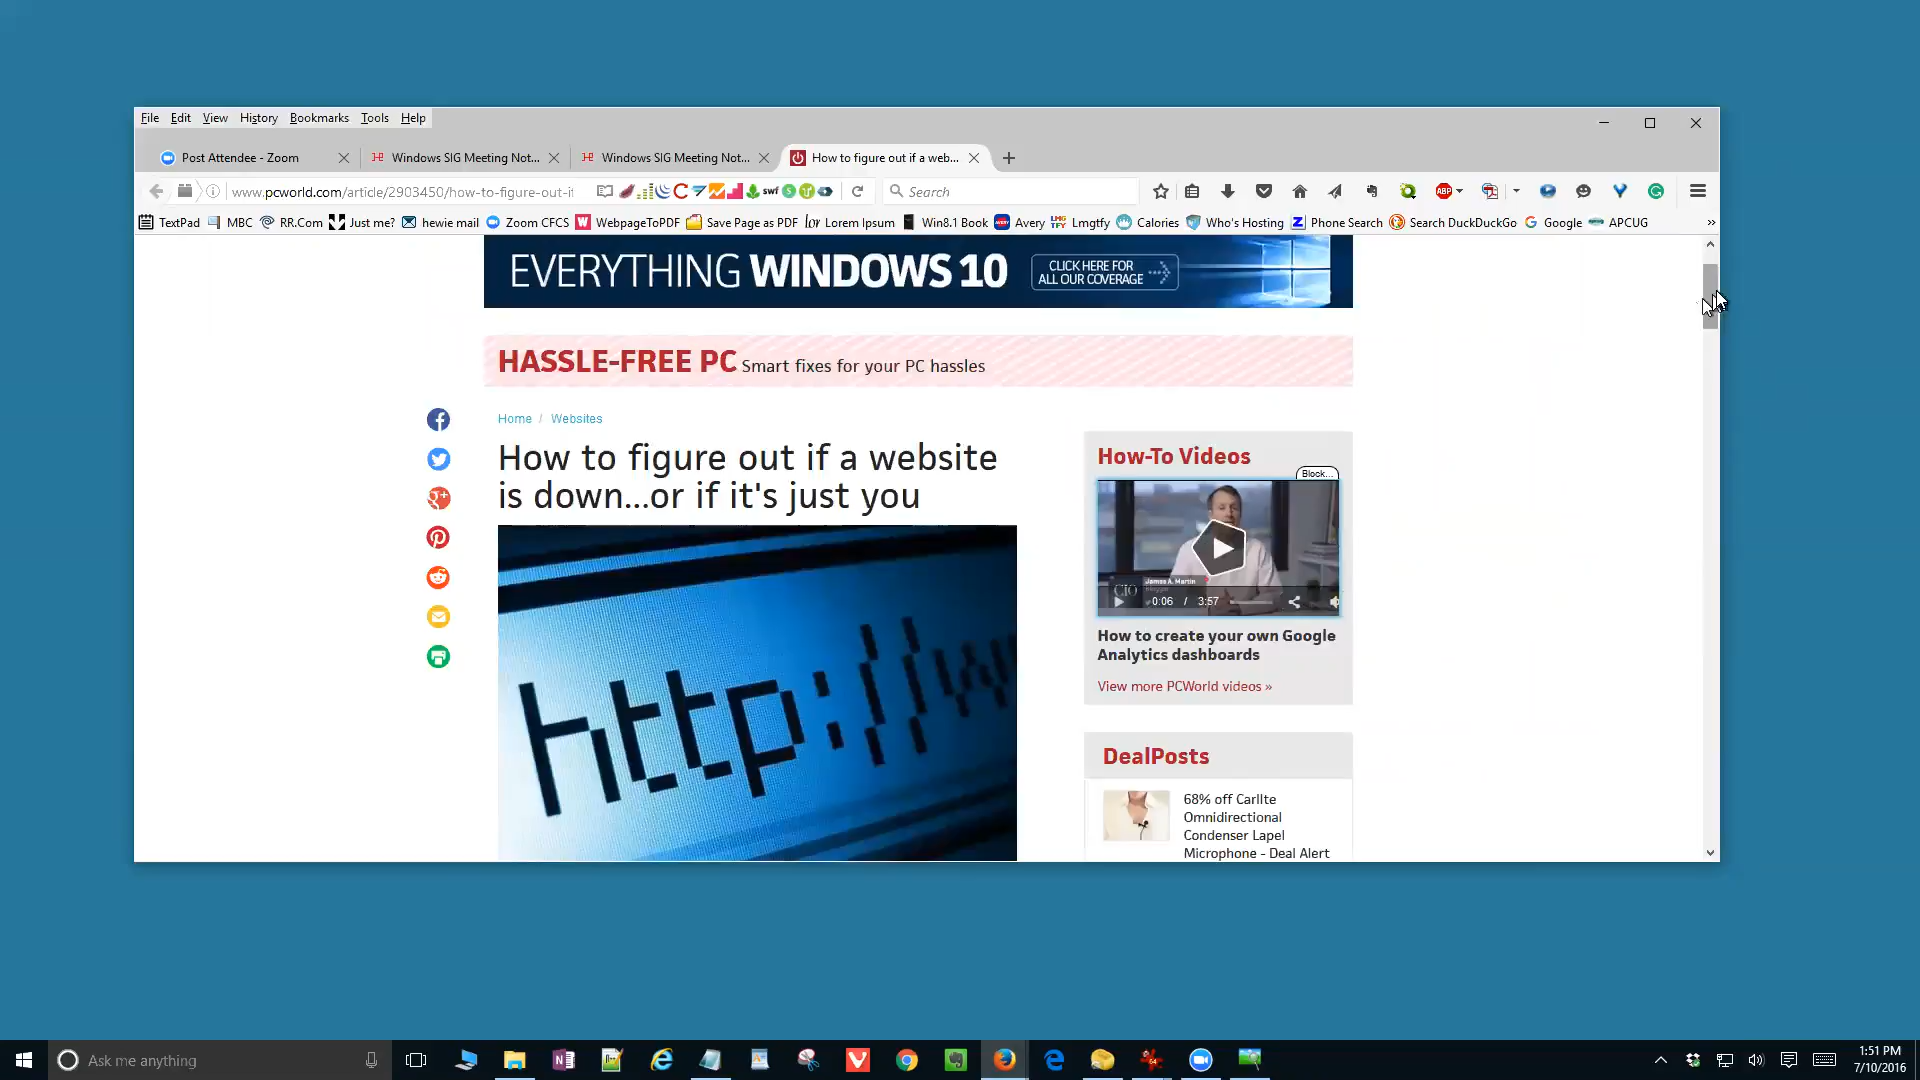 File Edit View History Bookmarks Tools Help
Post Attendee - Zoom
Windows SIG Meeting Not...
Windows SIG Meeting Not...
How to figure out if a web...
www.pcworld.com/article/2903450/how-to-figure-out-i
swf
Search
ABP
TextPad MBC RR.Com Just me? hewie mail Zoom CFCS WebpageToPDF Save Page as PDF Lorem Ipsum Win8.1 Book Avery Lmgtfy Calories Who's Hosting Phone Search Search DuckDuckGo Google APCUG »
EVERYTHING WINDOWS 10
CLICK HERE FOR
ALL OUR COVERAGE
HASSLE-FREE PC Smart fixes for your PC hassles
Home / Websites
How to figure out if a website
is down...or if it's just you
http://w
How-To Videos
Block...
CIO
James A. Martin
0:06 / 3:57
How to create your own Google
Analytics dashboards
View more PCWorld videos »
DealPosts
68% off Carllte
Omnidirectional
Condenser Lapel
Microphone - Deal Alert
Ask me anything
1:51 PM
7/10/2016